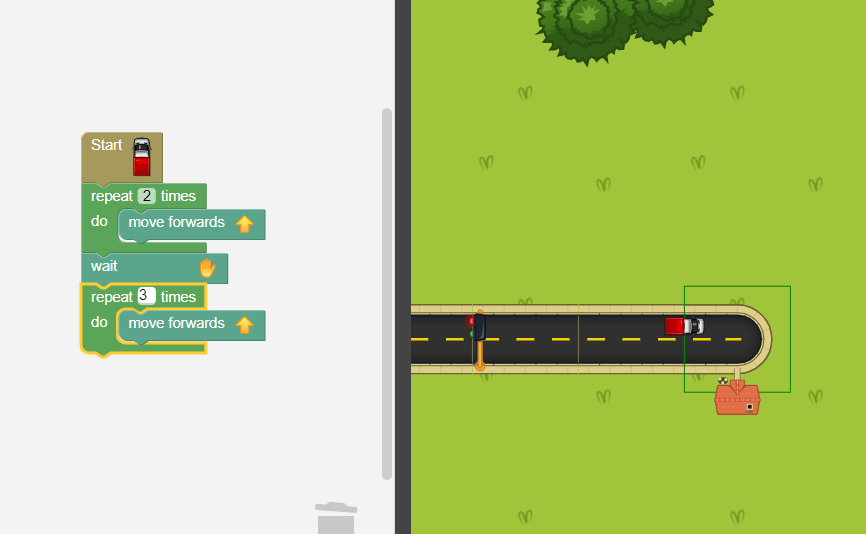 Start
repeat 2 times
do move forwards
wait
repeat 3 times
do move forwards